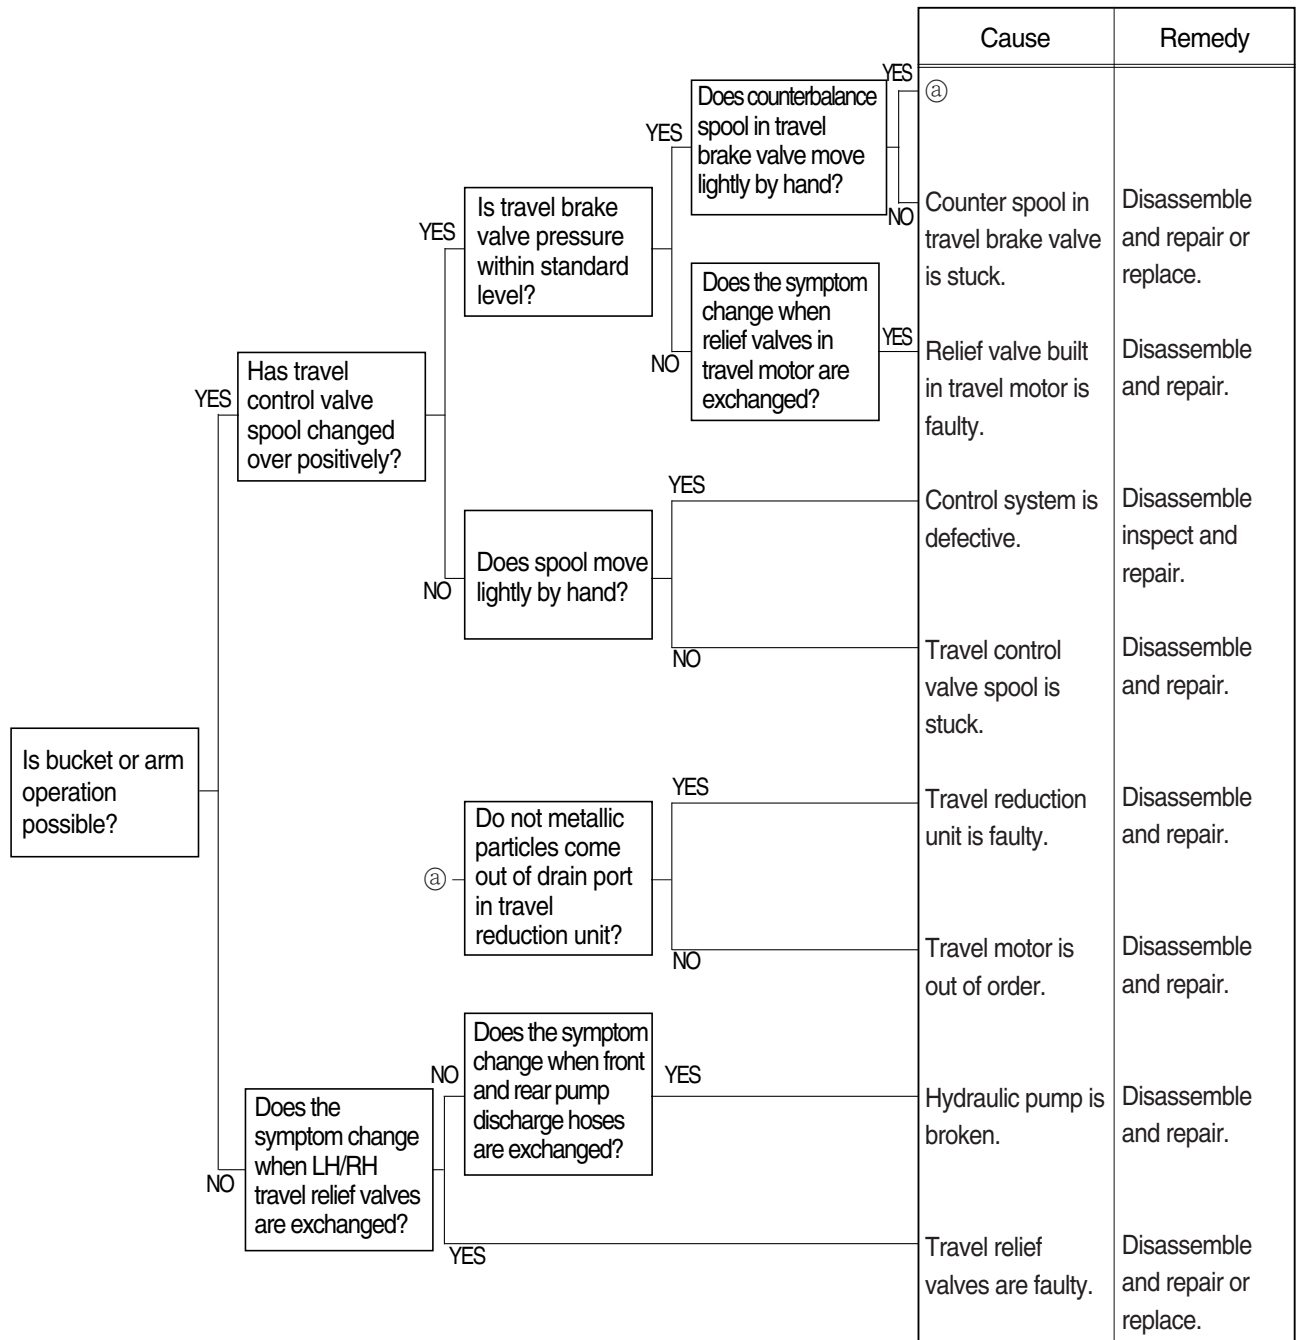 Cause
Remedy
YES
ⓐ
Does counterbalance
spool in travel
brake valve move
lightly by hand?
YES
NO
Counter spool in
travel brake valve
is stuck.
Disassemble
and repair or
replace.
Is travel brake
valve pressure
within standard
level?
YES
Does the symptom
change when
relief valves in
travel motor are
exchanged?
NO
YES
Relief valve built
in travel motor is
faulty.
Disassemble
and repair.
Has travel
control valve
spool changed
over positively?
YES
YES
Control system is
defective.
Disassemble
inspect and
repair.
Does spool move
lightly by hand?
NO
NO
Travel control
valve spool is
stuck.
Disassemble
and repair.
Is bucket or arm
operation
possible?
YES
Travel reduction
unit is faulty.
Disassemble
and repair.
ⓐ
Do not metallic
particles come
out of drain port
in travel
reduction unit?
NO
Travel motor is
out of order.
Disassemble
and repair.
Does the symptom
change when front
and rear pump
discharge hoses
are exchanged?
NO
YES
Hydraulic pump is
broken.
Disassemble
and repair.
Does the
symptom change
when LH/RH
travel relief valves
are exchanged?
NO
YES
Travel relief
valves are faulty.
Disassemble
and repair or
replace.